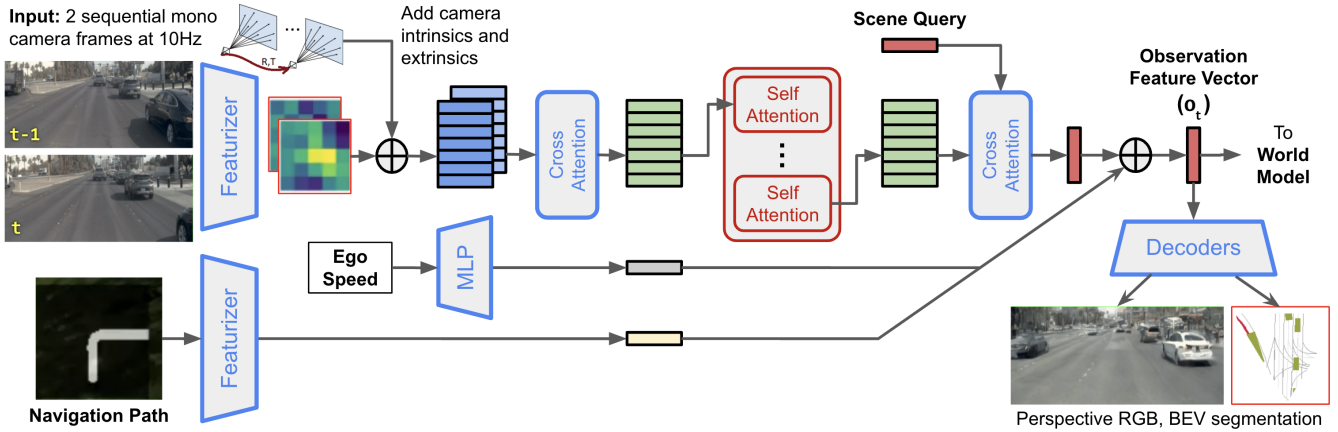 Input: 2 sequential mono
camera frames at 10Hz
t-1
t
Featurizer
R,T
...
Add camera
intrinsics and
extrinsics
Cross
Attention
Self
Attention
Self
Attention
Scene Query
Cross
Attention
Observation
Feature Vector
(o_t)
To
World
Model
Ego
Speed
MLP
Navigation Path
Featurizer
Decoders
Perspective RGB, BEV segmentation